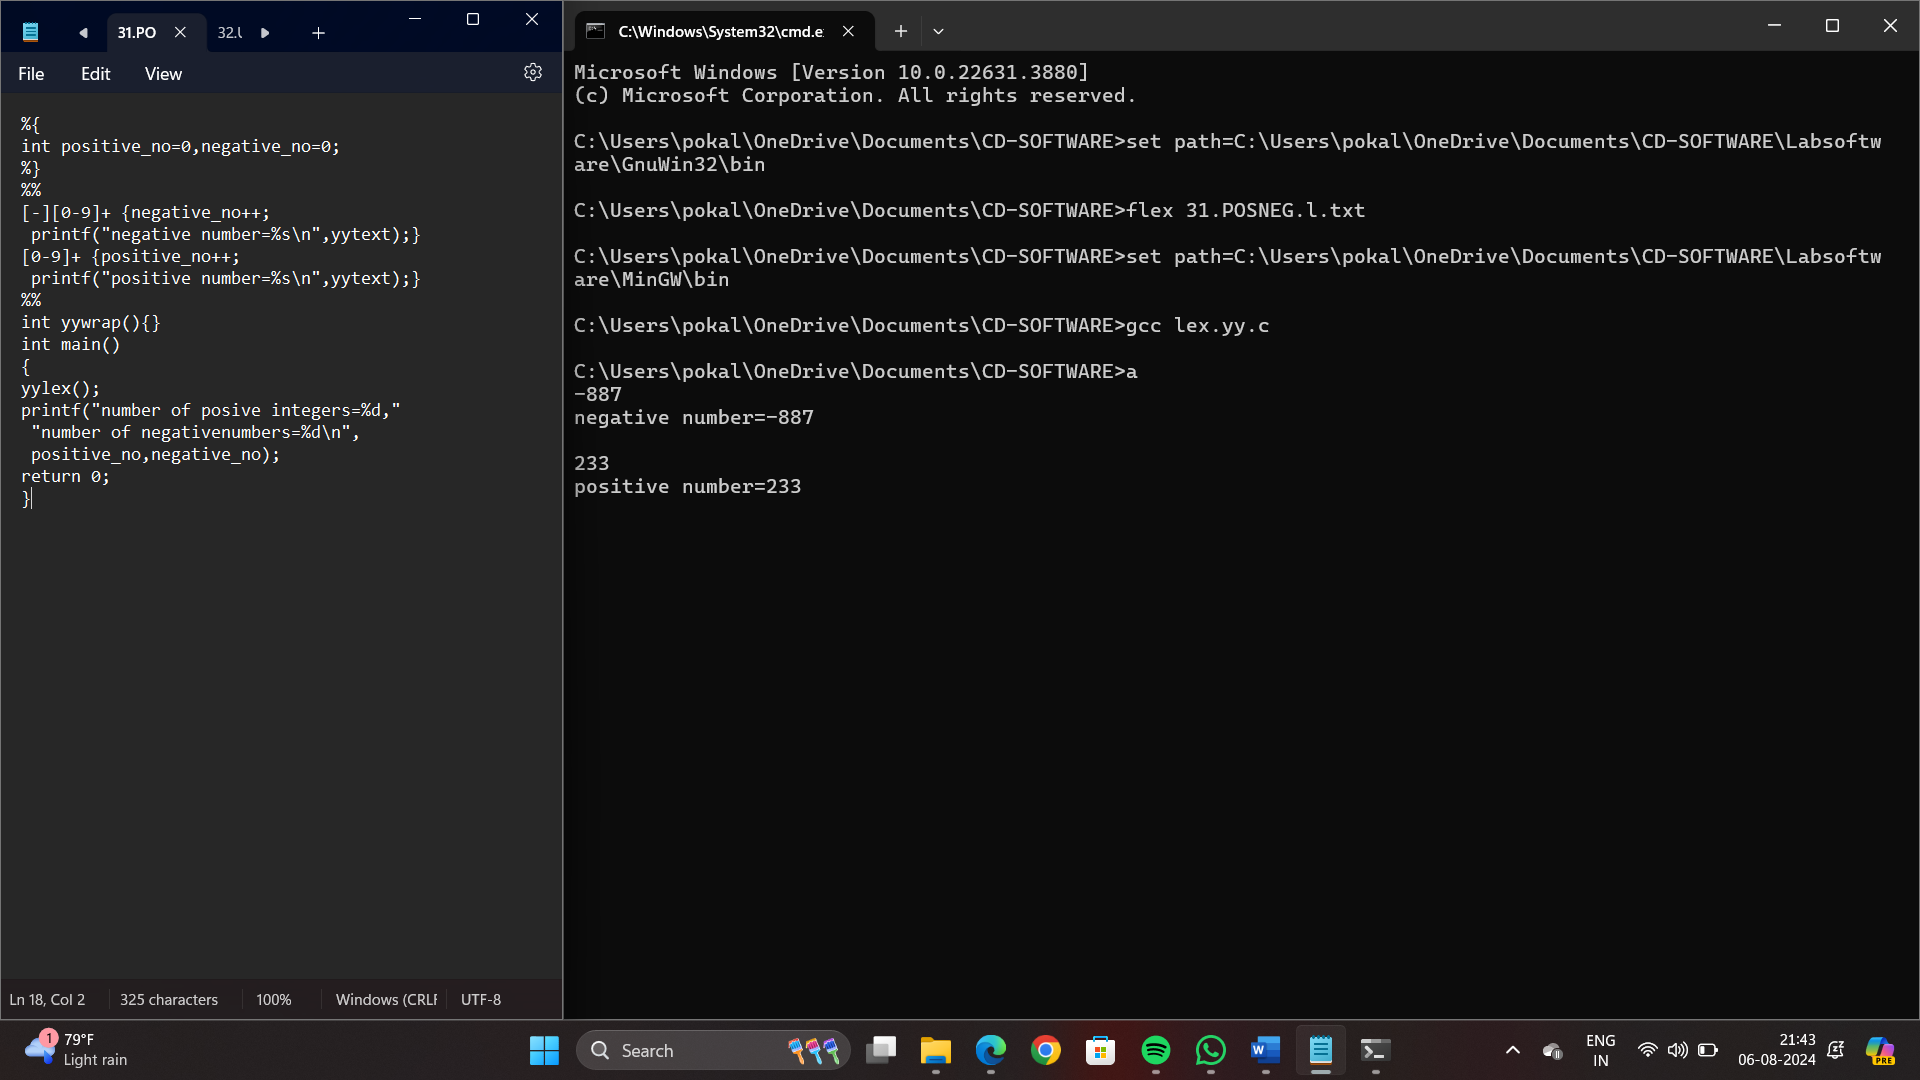 31.PO
32.l
File
Edit
View
%{
int positive_no=0,negative_no=0;
%}
%%
[-][0-9]+ {negative_no++;
printf("negative number=%s\n",yytext);}
[0-9]+ {positive_no++;
printf("positive number=%s\n",yytext);}
%%
int yywrap(){}
int main()
{
yylex();
printf("number of posive integers=%d,"
"number of negativenumbers=%d\n",
positive_no,negative_no);
return 0;
}
Ln 18, Col 2
325 characters
100%
Windows (CRLF
UTF-8
C:\Windows\System32\cmd.e
Microsoft Windows [Version 10.0.22631.3880]
(c) Microsoft Corporation. All rights reserved.
C:\Users\pokal\OneDrive\Documents\CD-SOFTWARE>set path=C:\Users\pokal\OneDrive\Documents\CD-SOFTWARE\Labsoftw
are\GnuWin32\bin
C:\Users\pokal\OneDrive\Documents\CD-SOFTWARE>flex 31.POSNEG.l.txt
C:\Users\pokal\OneDrive\Documents\CD-SOFTWARE>set path=C:\Users\pokal\OneDrive\Documents\CD-SOFTWARE\Labsoftw
are\MinGW\bin
C:\Users\pokal\OneDrive\Documents\CD-SOFTWARE>gcc lex.yy.c
C:\Users\pokal\OneDrive\Documents\CD-SOFTWARE>a
-887
negative number=-887
233
positive number=233
1
79°F
Light rain
Search
W
ENG
IN
21:43
06-08-2024
PRE